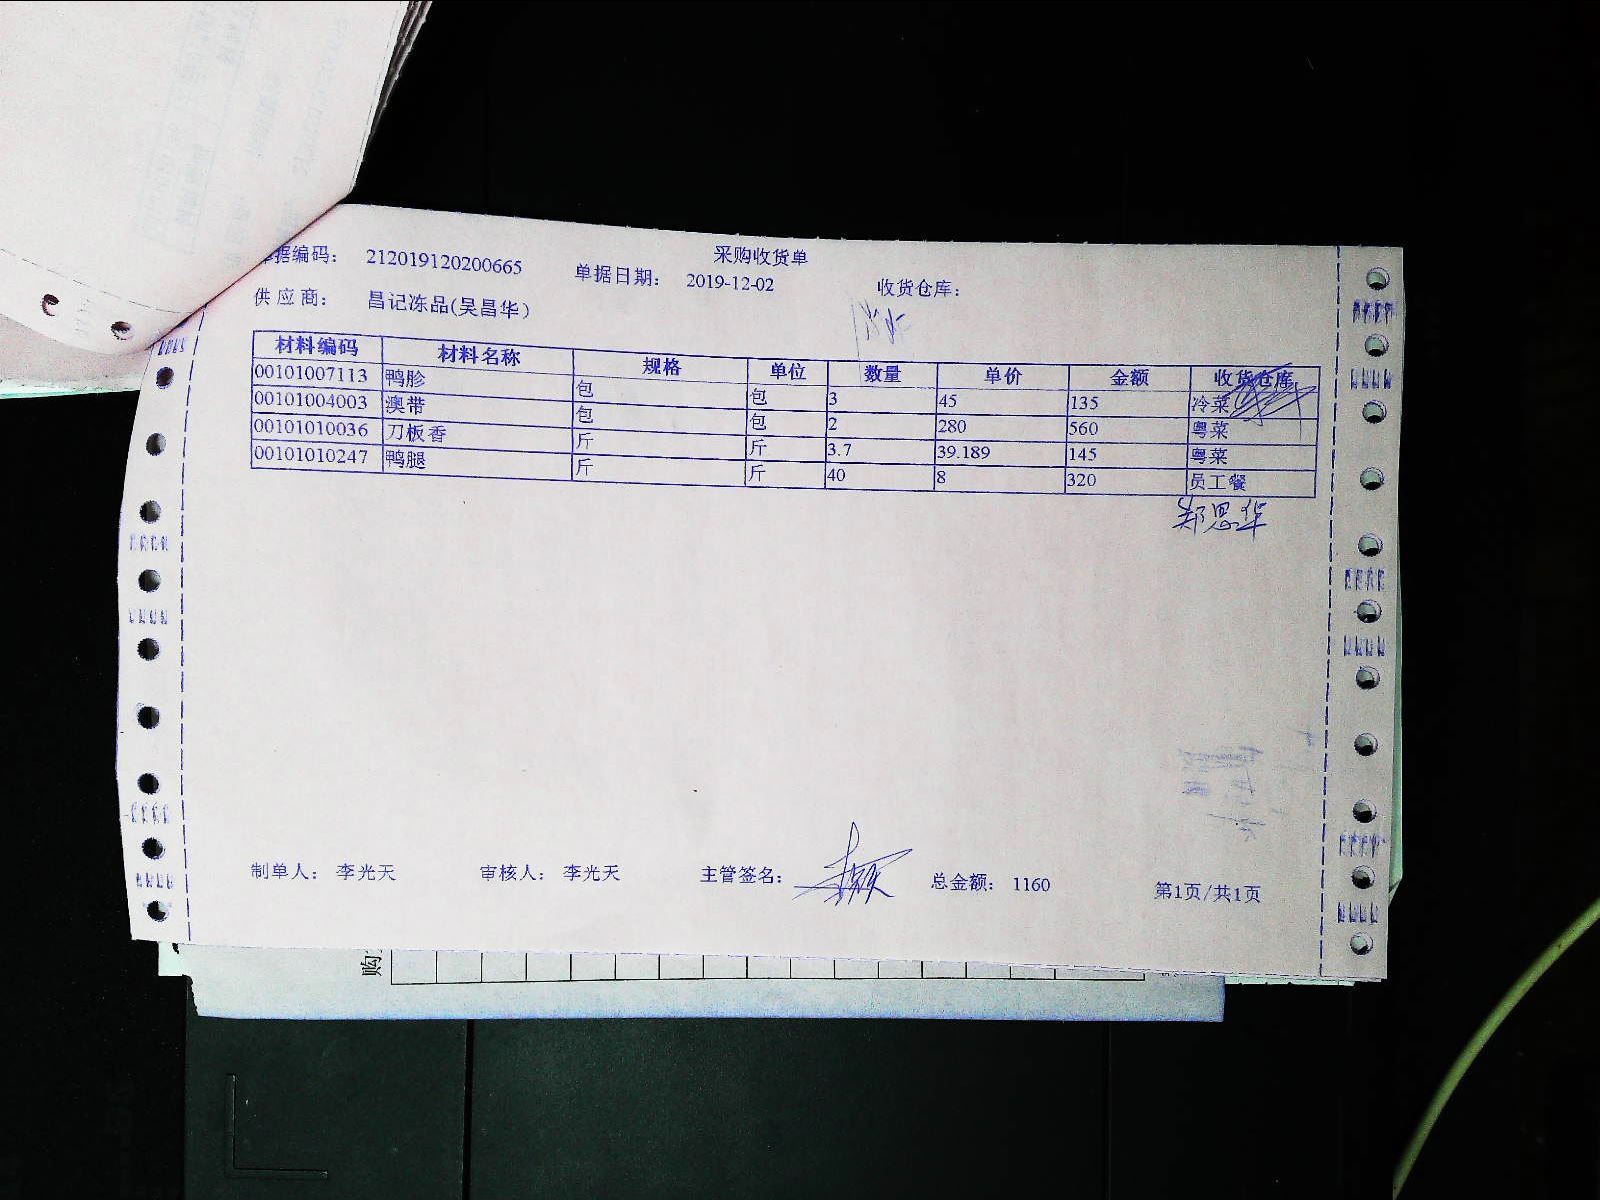 采购收货单
单据编码： 212019120200665 单据日期： 2019-12-02 收货仓库：
供应商： 昌记冻品(吴昌华)
材料编码 材料名称 规格 单位 数量 单价 金额 收货仓库
00101007113 鸭胗 包 包 3 45 135 冷菜
00101004003 澳带 包 包 2 280 560 粤菜
00101010036 刀板香 斤 斤 3.7 39.189 145 粤菜
00101010247 鸭腿 斤 斤 40 8 320 员工餐
郑思华
制单人： 李光天 审核人： 李光天 主管签名： 总金额： 1160 第1页/共1页
购